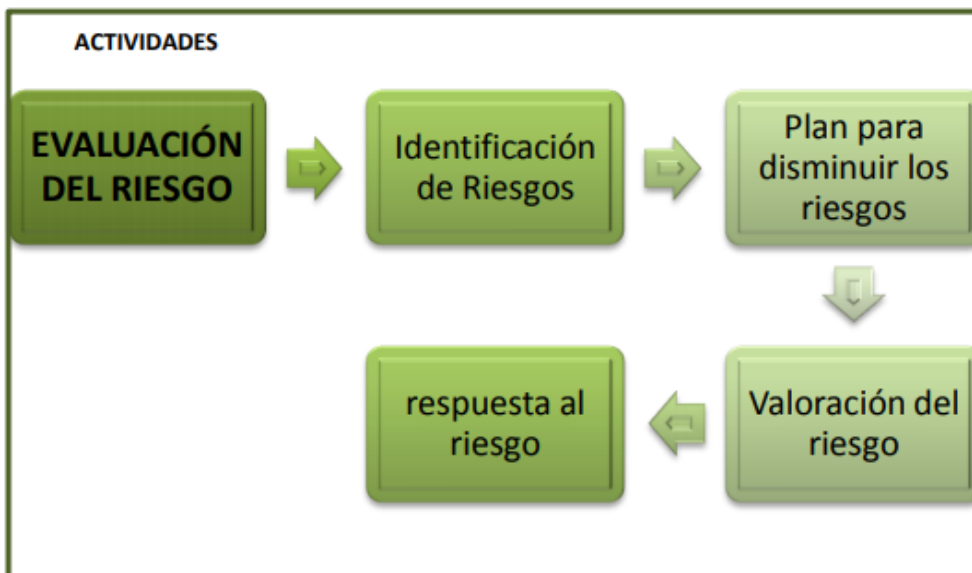 ACTIVIDADES
EVALUACIÓN
DEL RIESGO
Identificación
de Riesgos
Plan para
disminuir los
riesgos
Valoración del
riesgo
respuesta al
riesgo